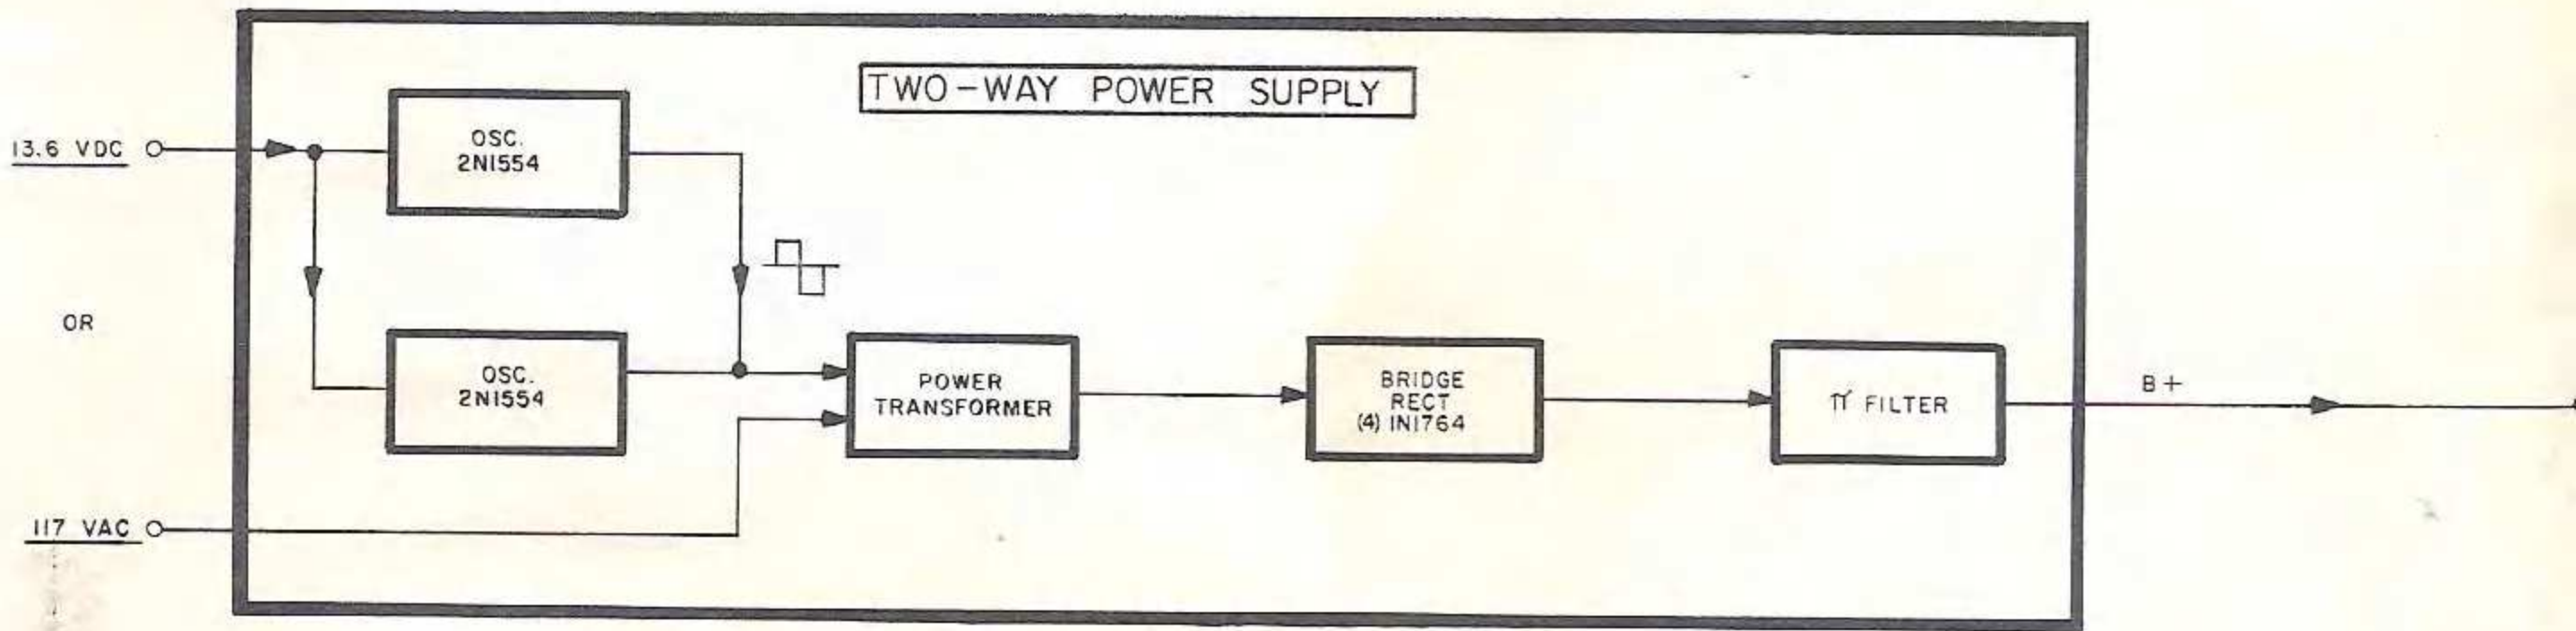 TWO-WAY POWER SUPPLY
13.6 VDC
OSC.
2N1554
OR
OSC.
2N1554
POWER
TRANSFORMER
BRIDGE
RECT
(4) IN1764
π FILTER
B+
117 VAC